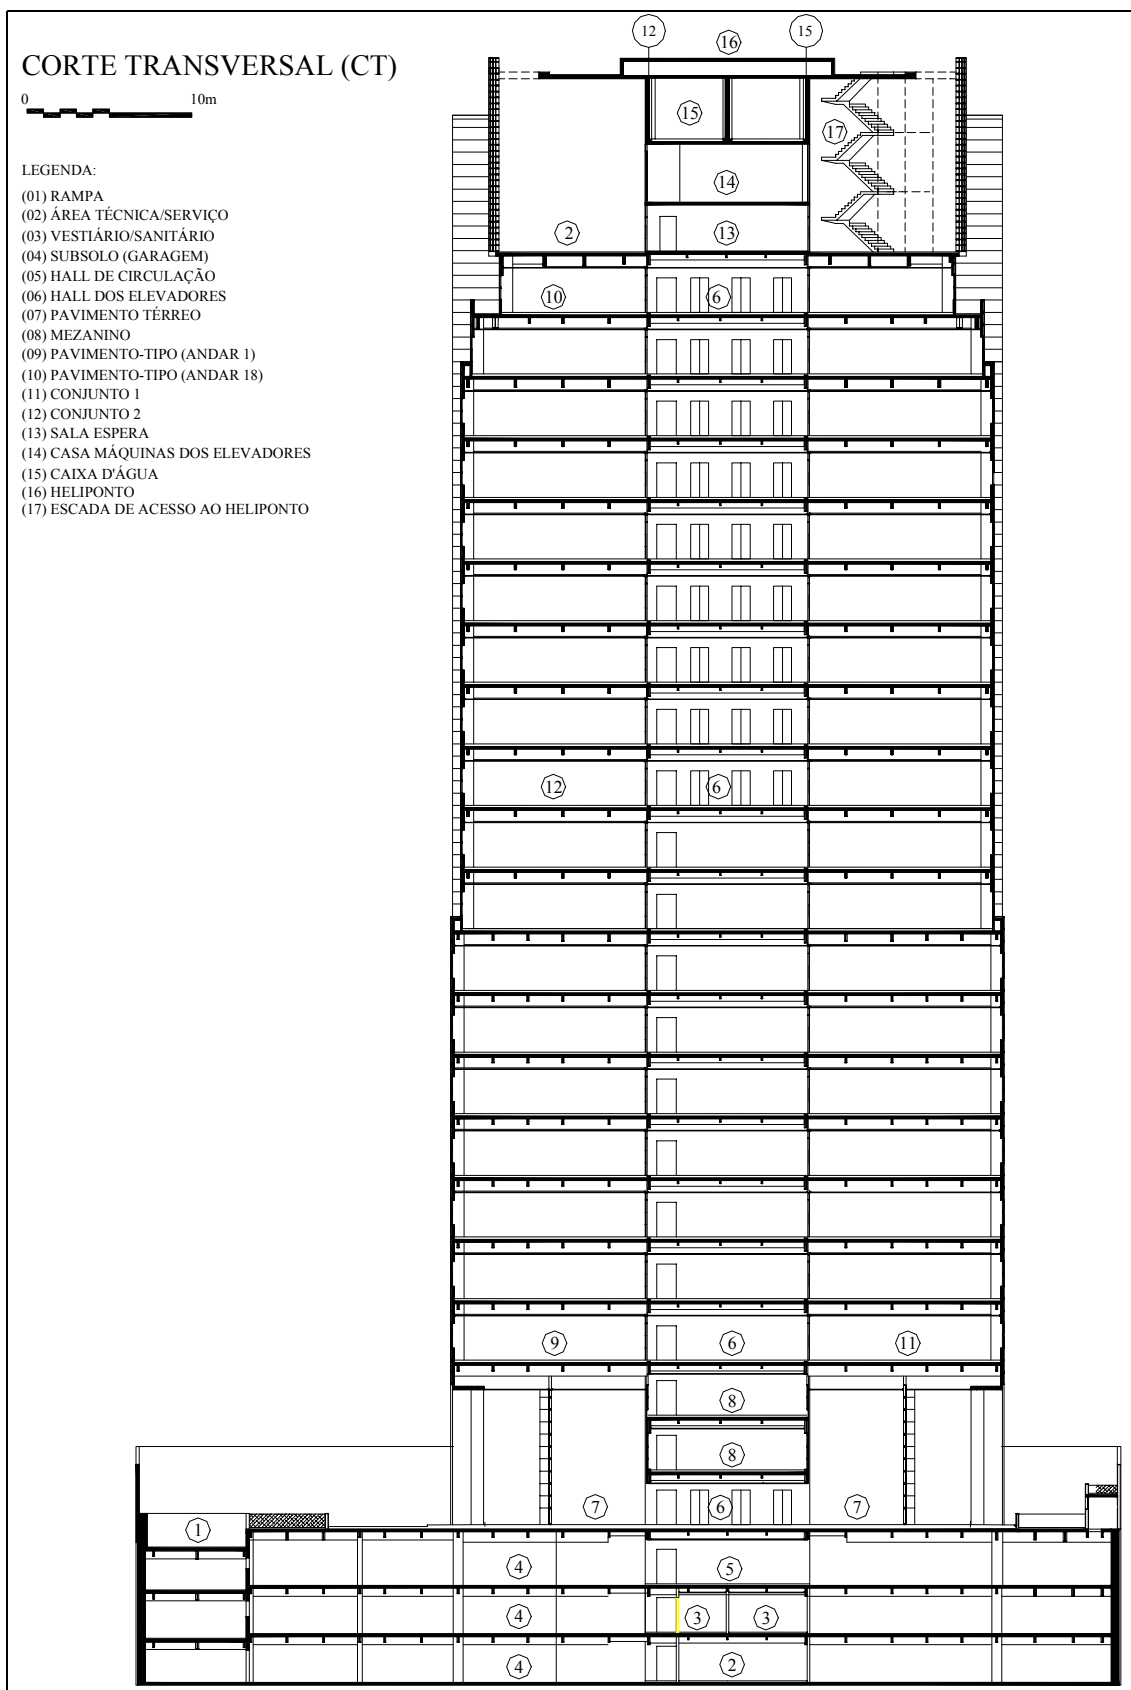 12
15
16
CORTE TRANSVERSAL (CT)
0 10m
15
17
LEGENDA:
(01) RAMPA
(02) ÁREA TÉCNICA/SERVIÇO
(03) VESTIÁRIO/SANITÁRIO
(04) SUBSOLO (GARAGEM)
(05) HALL DE CIRCULAÇÃO
(06) HALL DOS ELEVADORES
(07) PAVIMENTO TÉRREO
(08) MEZANINO
(09) PAVIMENTO-TIPO (ANDAR 1)
(10) PAVIMENTO-TIPO (ANDAR 18)
(11) CONJUNTO 1
(12) CONJUNTO 2
(13) SALA ESPERA
(14) CASA MÁQUINAS DOS ELEVADORES
(15) CAIXA D'ÁGUA
(16) HELIPONTO
(17) ESCADA DE ACESSO AO HELIPONTO
14
2 13
10 6
12 6
9 6 11
8
8
7 6 7
1
4 5
4 3 3
4 2